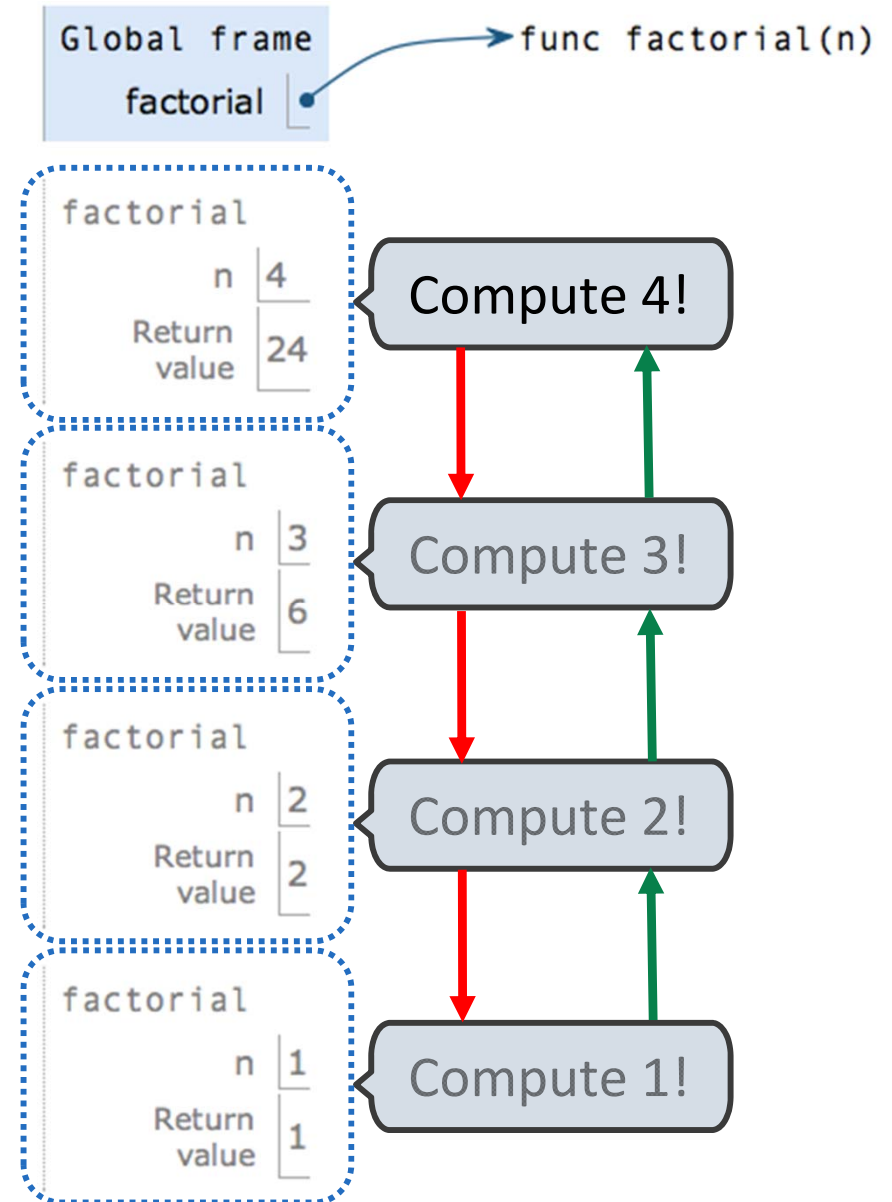 Global frame
func factorial(n)
factorial
factorial
n 4
Return
value 24
Compute 4!
factorial
n 3
Return
value 6
Compute 3!
factorial
n 2
Return
value 2
Compute 2!
factorial
n 1
Return
value 1
Compute 1!